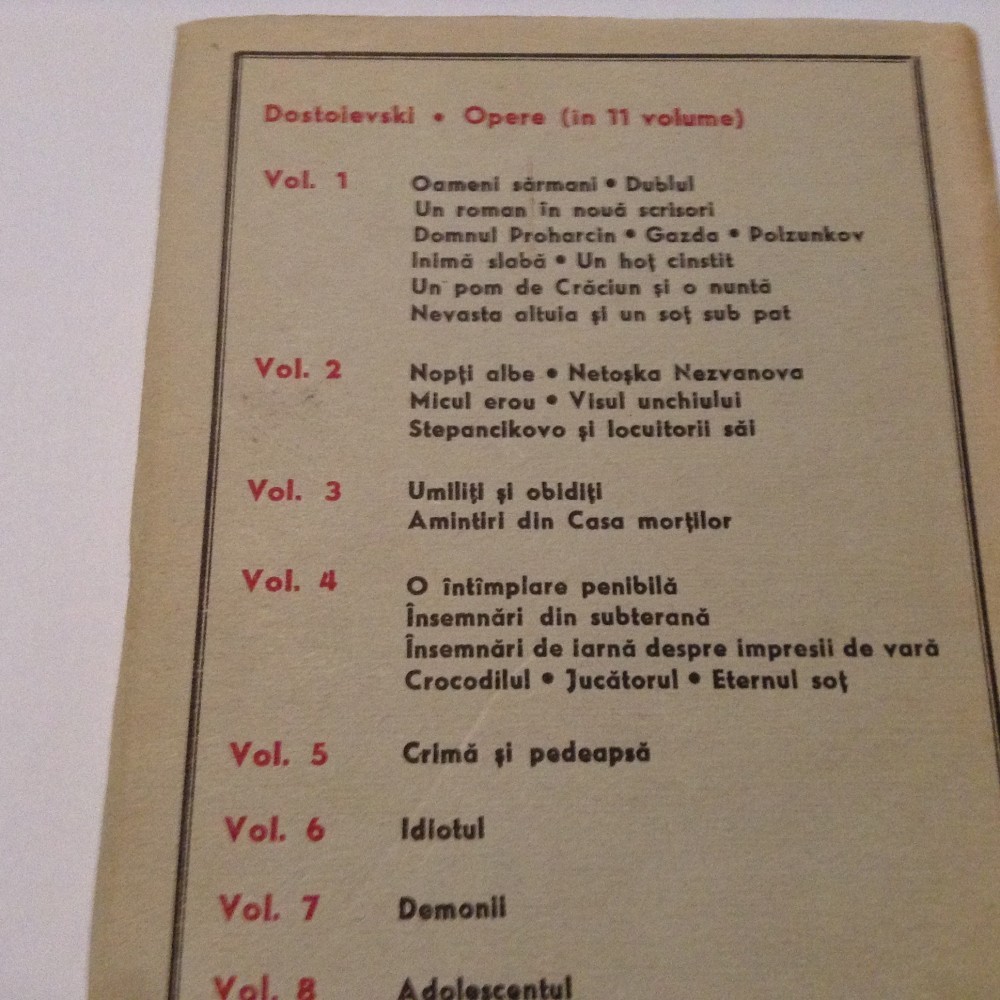 Dostoievski • Opere (în 11 volume)
Vol. 1 Oameni sărmani • Dublul
Un roman în nouă scrisori
Domnul Proharcin • Gazda • Polzunkov
Inimă slabă • Un hoț cinstit
Un pom de Crăciun și o nuntă
Nevasta altuia și un soț sub pat
Vol. 2 Nopți albe • Netoșka Nezvanova
Micul erou • Visul unchiului
Stepancikovo și locuitorii săi
Vol. 3 Umiliți și obidiți
Amintiri din Casa morților
Vol. 4 O întîmplare penibilă
Însemnări din subterană
Însemnări de iarnă despre impresii de vară
Crocodilul • Jucătorul • Eternul soț
Vol. 5 Crimă și pedeapsă
Vol. 6 Idiotul
Vol. 7 Demonii
Vol. 8 Adolescentul